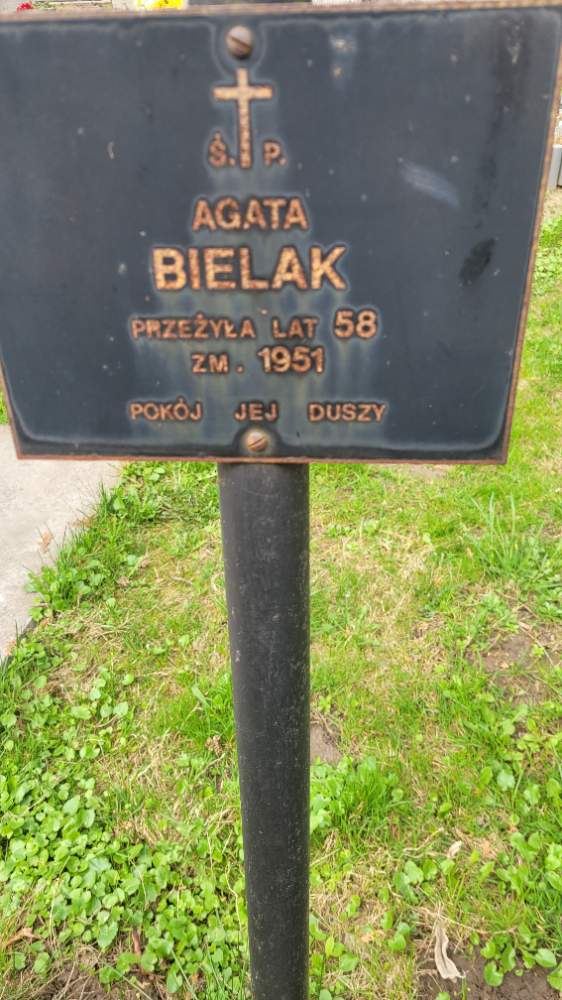 Ś. P.
AGATA
BIELAK
PRZEŻYŁA LAT 58
ZM. 1951
POKÓJ JEJ DUSZY